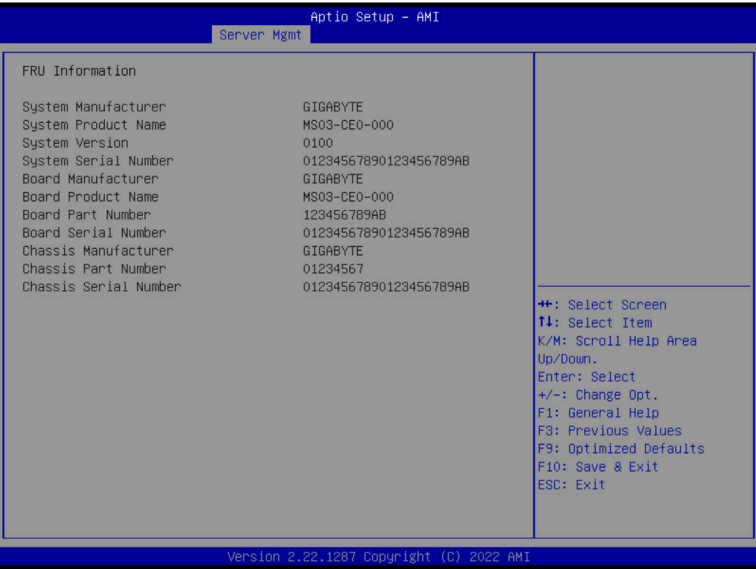 Aptio Setup – AMI
Server Mgmt
FRU Information
System Manufacturer GIGABYTE
System Product Name MS03-CE0-000
System Version 0100
System Serial Number 01234567890123456789AB
Board Manufacturer GIGABYTE
Board Product Name MS03-CE0-000
Board Part Number 123456789AB
Board Serial Number 01234567890123456789AB
Chassis Manufacturer GIGABYTE
Chassis Part Number 01234567
Chassis Serial Number 01234567890123456789AB
→←: Select Screen
↑↓: Select Item
K/M: Scroll Help Area
Up/Down.
Enter: Select
+/-: Change Opt.
F1: General Help
F3: Previous Values
F9: Optimized Defaults
F10: Save & Exit
ESC: Exit
Version 2.22.1287 Copyright (C) 2022 AMI